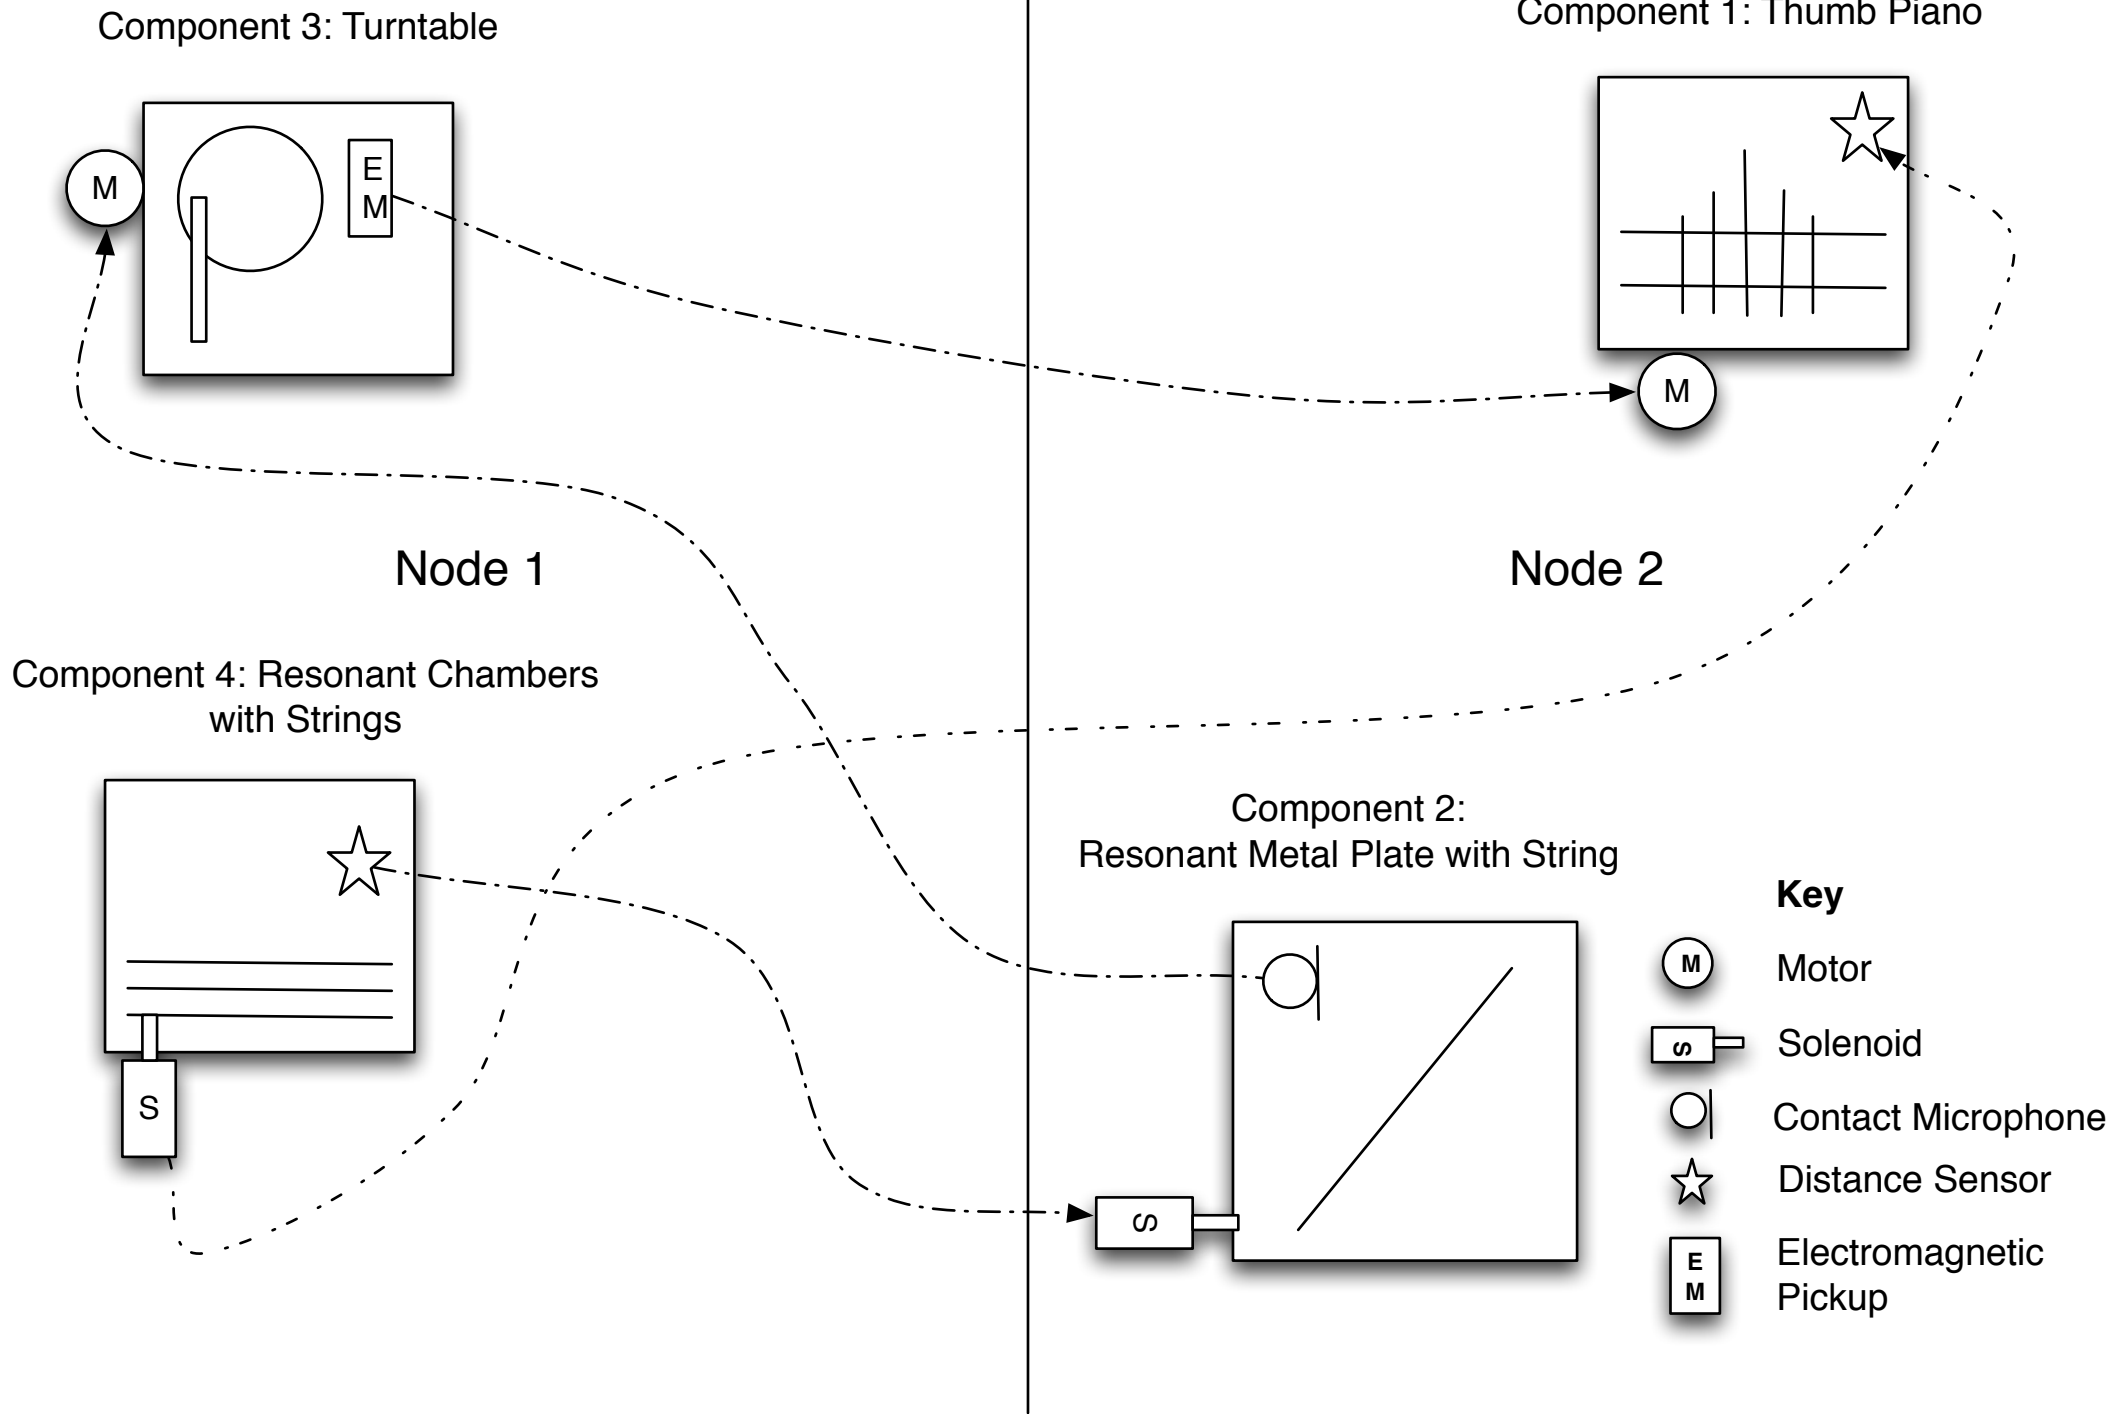 Component 3: Turntable
Component 1: Thumb Piano
M
E
M
M
Node 1
Node 2
Component 4: Resonant Chambers
with Strings
S
Component 2:
Resonant Metal Plate with String
S
Key
M
Motor
S
Solenoid
Contact Microphone
Distance Sensor
E
M
Electromagnetic
Pickup